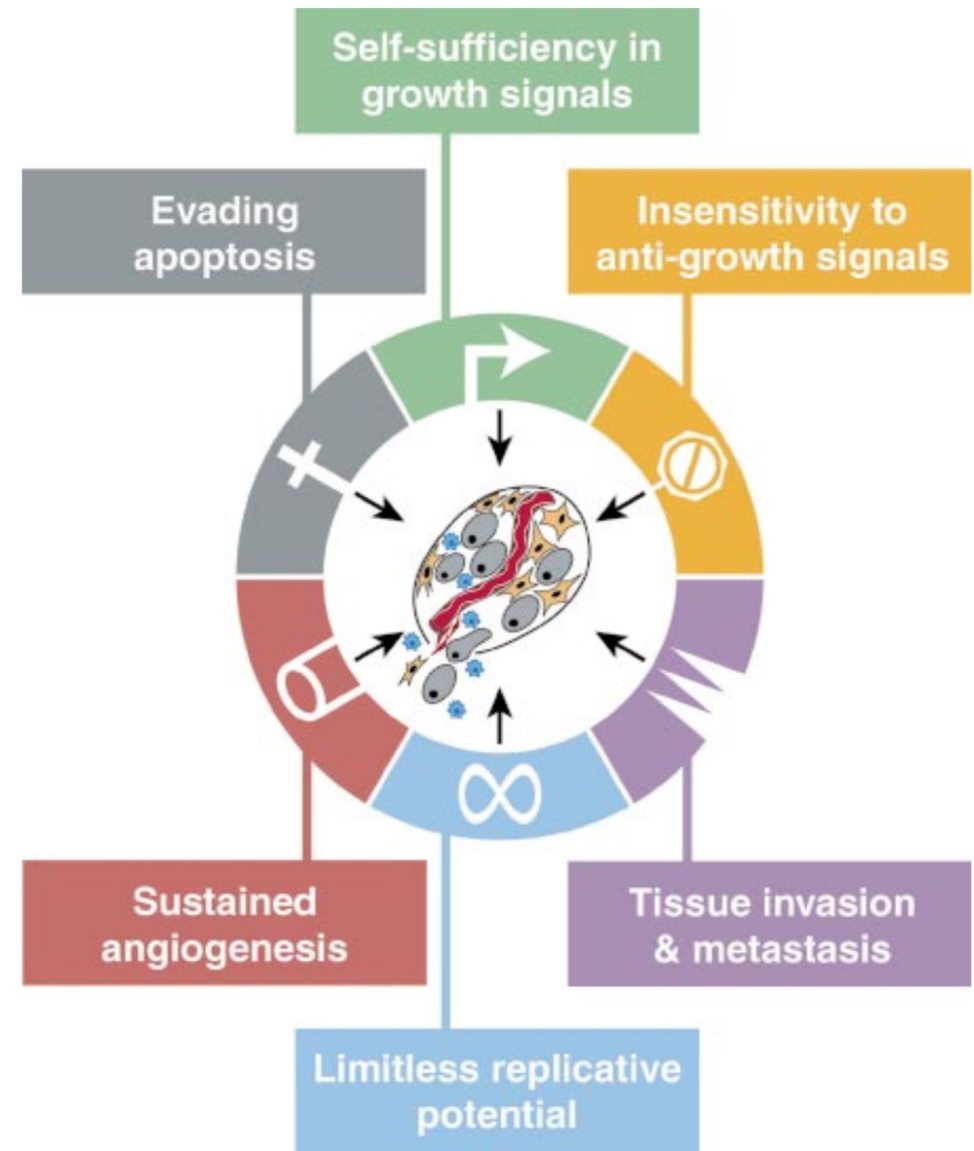 Self-sufficiency in
growth signals
Evading
apoptosis
Insensitivity to
anti-growth signals
Sustained
angiogenesis
Tissue invasion
& metastasis
Limitless replicative
potential